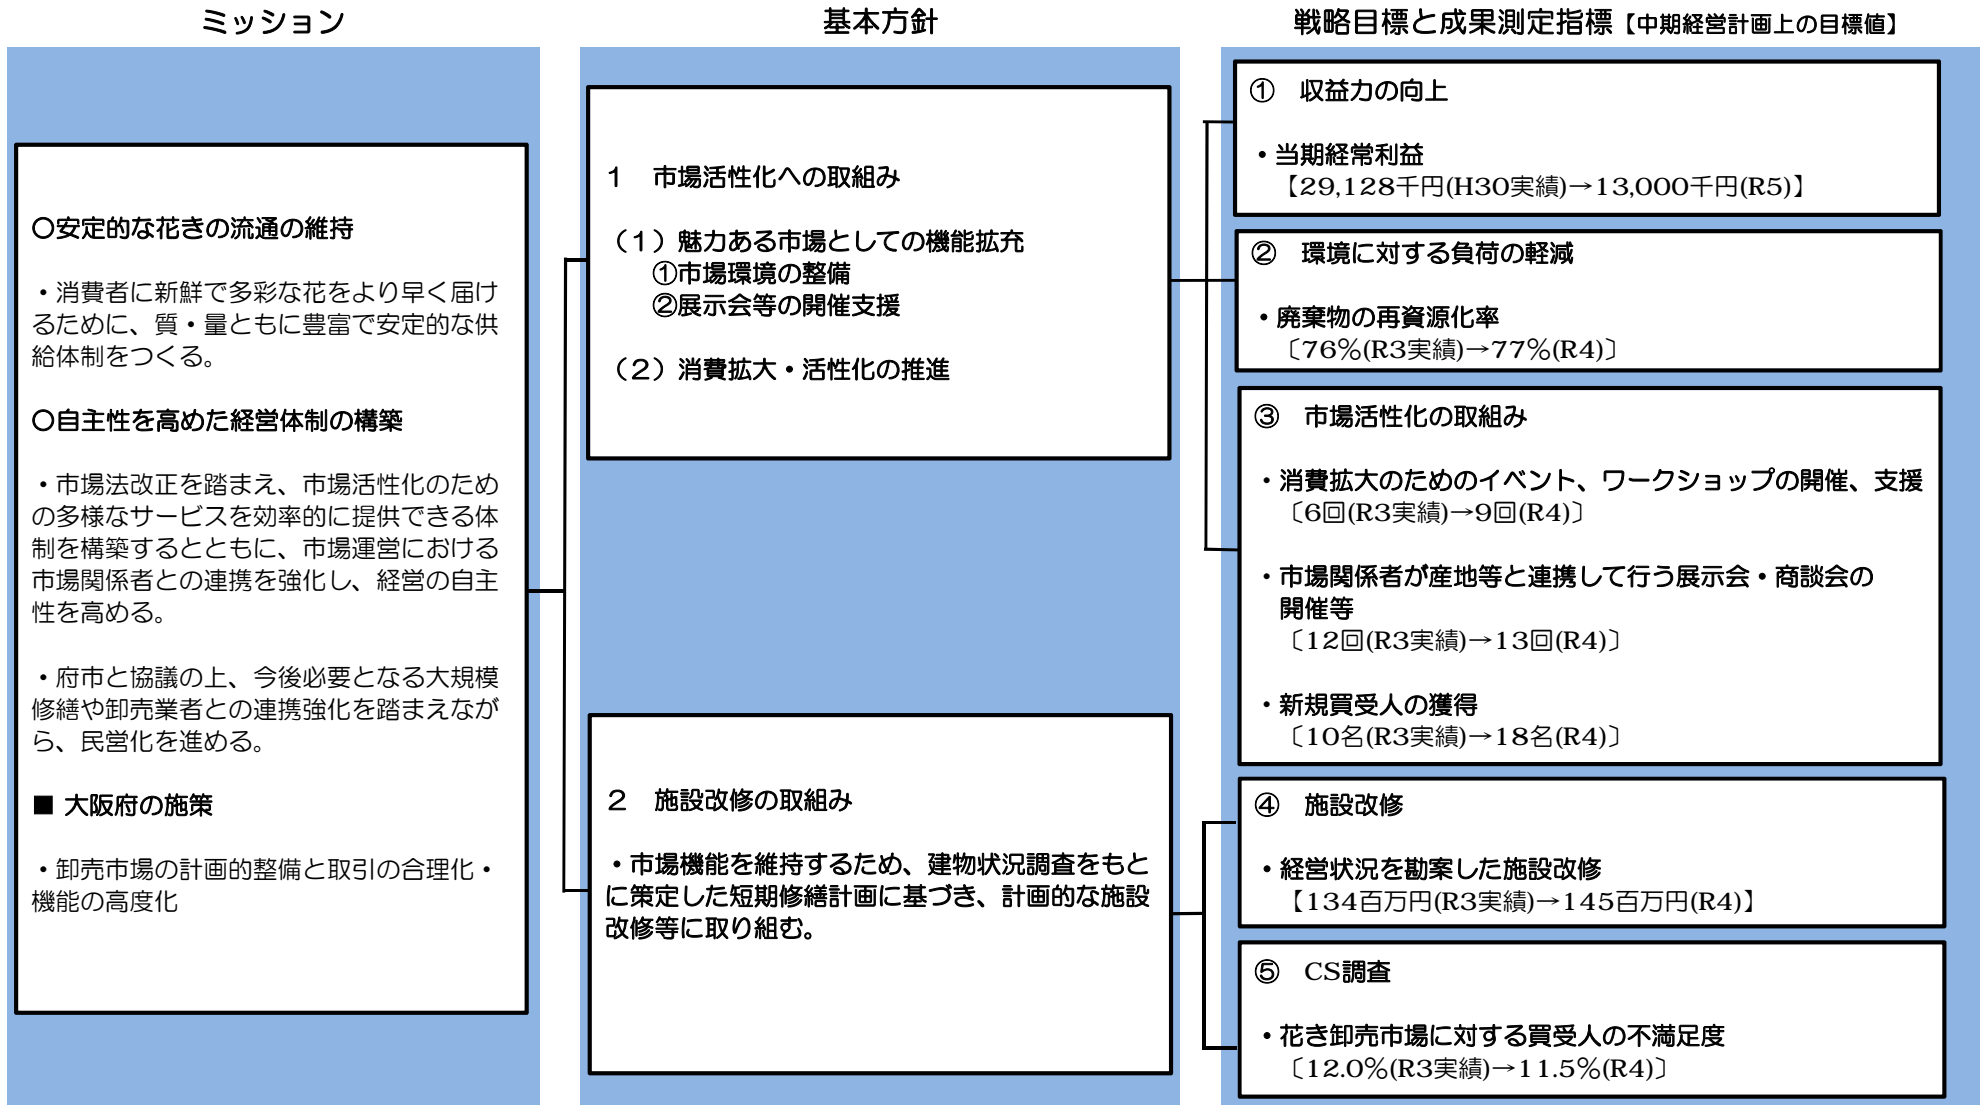 ミッション
○安定的な花きの流通の維持
・消費者に新鮮で多彩な花をより早く届け
るために、質・量ともに豊富で安定的な供
給体制をつくる。
○自主性を高めた経営体制の構築
・市場法改正を踏まえ、市場活性化のため
の多様なサービスを効率的に提供できる体
制を構築するとともに、市場運営における
市場関係者との連携を強化し、経営の自主
性を高める。
・府市と協議の上、今後必要となる大規模
修繕や卸売業者との連携強化を踏まえなが
ら、民営化を進める。
■ 大阪府の施策
・卸売市場の計画的整備と取引の合理化・
機能の高度化
基本方針
１　市場活性化への取組み
（１）魅力ある市場としての機能拡充
①市場環境の整備
②展示会等の開催支援
（２）消費拡大・活性化の推進
２　施設改修の取組み
・市場機能を維持するため、建物状況調査をもと
に策定した短期修繕計画に基づき、計画的な施設
改修等に取り組む。
戦略目標と成果測定指標【中期経営計画上の目標値】
①　収益力の向上
・当期経常利益
【29,128千円(H30実績)→13,000千円(R5)】
②　環境に対する負荷の軽減
・廃棄物の再資源化率
〔76％(R3実績)→77％(R4)〕
③　市場活性化の取組み
・消費拡大のためのイベント、ワークショップの開催、支援
〔6回(R3実績)→9回(R4)〕
・市場関係者が産地等と連携して行う展示会・商談会の
開催等
〔12回(R3実績)→13回(R4)〕
・新規買受人の獲得
〔10名(R3実績)→18名(R4)〕
④　施設改修
・経営状況を勘案した施設改修
【134百万円(R3実績)→145百万円(R4)】
⑤　CS調査
・花き卸売市場に対する買受人の不満足度
〔12.0％(R3実績)→11.5％(R4)〕